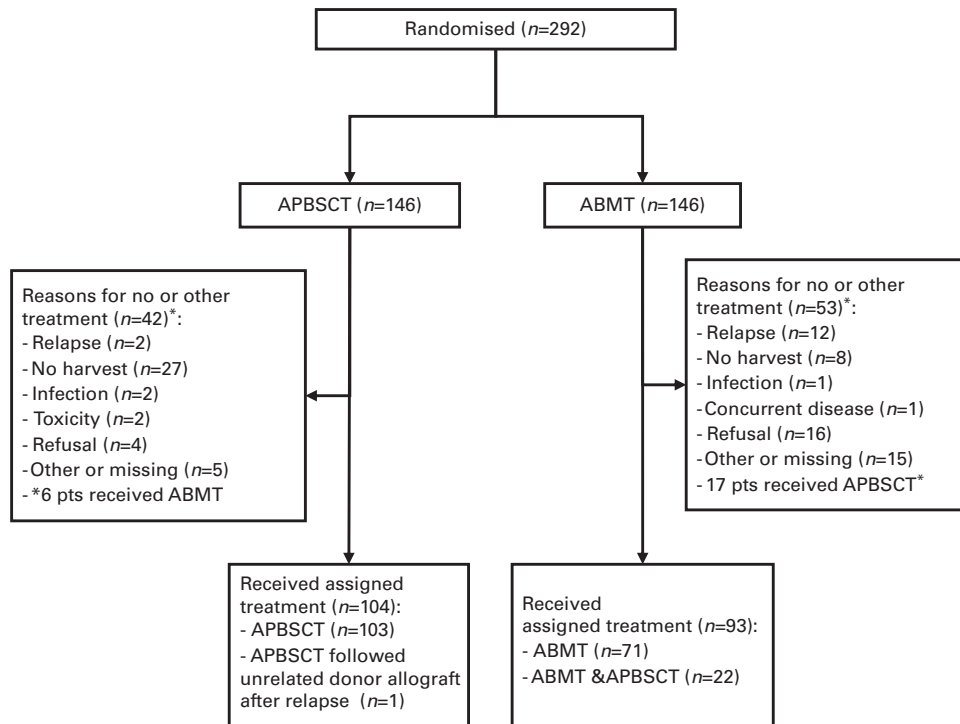 Randomised (n=292)
APBSCT (n=146)
ABMT (n=146)
Reasons for no or other
treatment (n=42)*:
- Relapse (n=2)
- No harvest (n=27)
- Infection (n=2)
- Toxicity (n=2)
- Refusal (n=4)
- Other or missing (n=5)
- *6 pts received ABMT
Reasons for no or other
treatment (n=53)*:
- Relapse (n=12)
- No harvest (n=8)
- Infection (n=1)
- Concurrent disease (n=1)
- Refusal (n=16)
- Other or missing (n=15)
- 17 pts received APBSCT*
Received assigned
treatment (n=104):
- APBSCT (n=103)
- APBSCT followed
unrelated donor allograft
after relapse (n=1)
Received
assigned treatment (n=93):
- ABMT (n=71)
- ABMT &APBSCT (n=22)